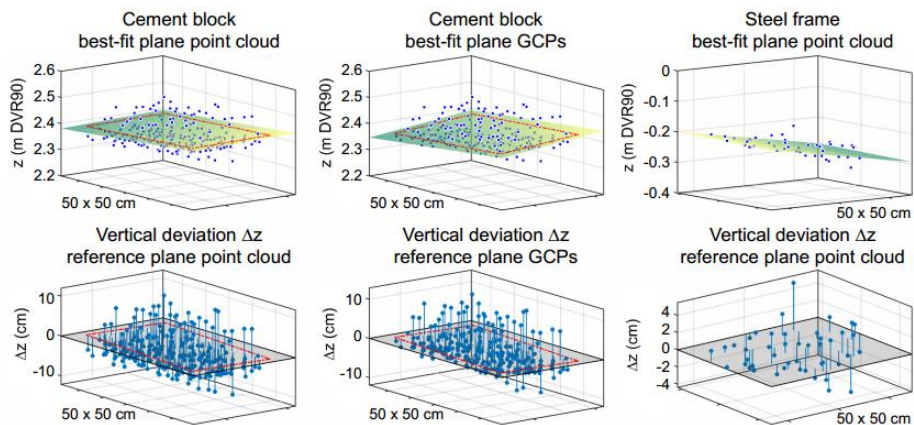 Cement block
best-fit plane point cloud
Cement block
best-fit plane GCPs
Steel frame
best-fit plane point cloud
z (m DVR90)
2.6
2.5
2.4
2.3
2.2
50 x 50 cm
z (m DVR90)
2.6
2.5
2.4
2.3
2.2
50 x 50 cm
z (m DVR90)
0
-0.1
-0.2
-0.3
-0.4
50 x 50 cm
Vertical deviation Δz
reference plane point cloud
Vertical deviation Δz
reference plane GCPs
Vertical deviation Δz
reference plane point cloud
Δz (cm)
10
0
-10
50 x 50 cm
Δz (cm)
10
0
-10
50 x 50 cm
Δz (cm)
4
2
0
-2
-4
50 x 50 cm